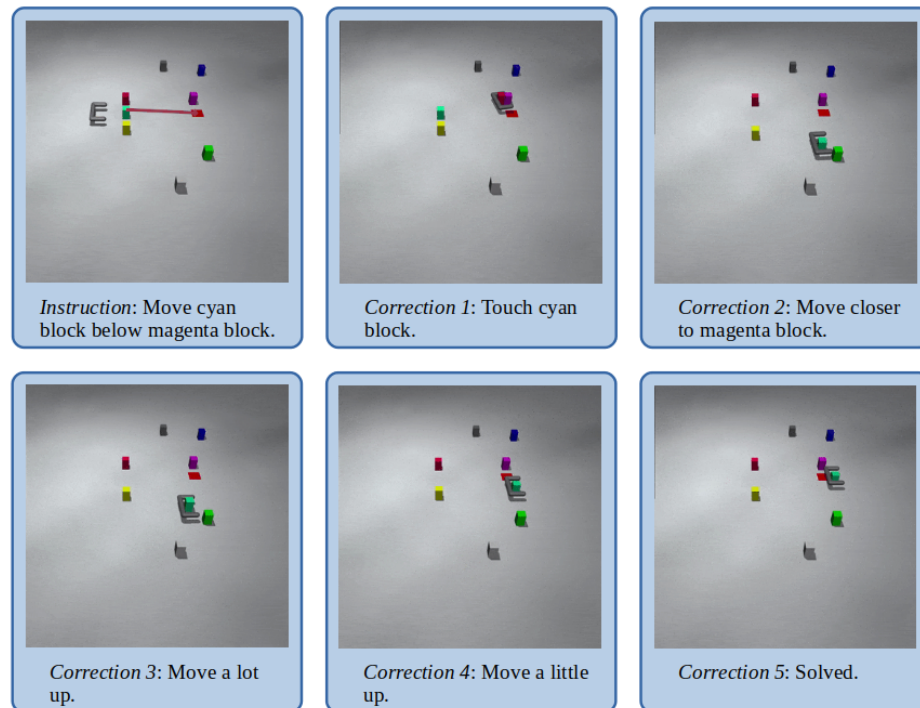 Instruction: Move cyan
block below magenta block.
Correction 1: Touch cyan
block.
Correction 2: Move closer
to magenta block.
Correction 3: Move a lot
up.
Correction 4: Move a little
up.
Correction 5: Solved.